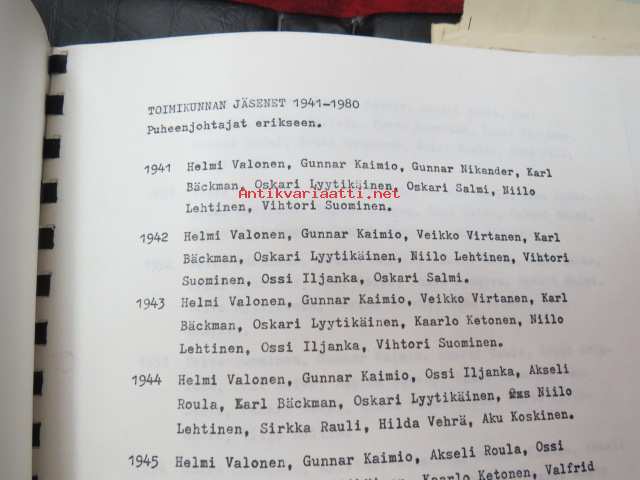 TOIMIKUNNAN JÄSENET 1941-1980
Puheenjohtajat erikseen.
1941 Helmi Valonen, Gunnar Kaimio, Gunnar Nikander, Karl
Bäckman, Oskari Lyytikäinen, Oskari Salmi, Niilo
Antikvariaatti.net
Lehtinen, Vihtori Suominen.
1942 Helmi Valonen, Gunnar Kaimio, Veikko Virtanen, Karl
Bäckman, Oskari Lyytikäinen, Niilo Lehtinen, Vihtori
Suominen, Ossi Iljanka, Oskari Salmi.
1943 Helmi Valonen, Gunnar Kaimio, Veikko Virtanen, Karl
Bäckman, Oskari Lyytikäinen, Kaarlo Ketonen, Niilo
Lehtinen, Ossi Iljanka, Vihtori Suominen.
1944 Helmi Valonen, Gunnar Kaimio, Ossi Iljanka, Akseli
Roula, Karl Bäckman, Oskari Lyytikäinen, Niilo
Lehtinen, Sirkka Rauli, Hilda Vehrä, Aku Koskinen.
1945 Helmi Valonen, Gunnar Kaimio, Akseli Roula, Ossi
Kaarlo Ketonen, Valfrid